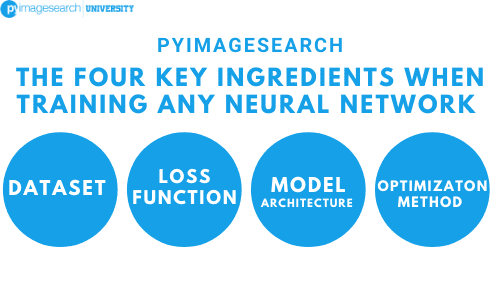 pyimagesearch UNIVERSITY
PYIMAGESEARCH
THE FOUR KEY INGREDIENTS WHEN
TRAINING ANY NEURAL NETWORK
DATASET
LOSS
FUNCTION
MODEL
ARCHITECTURE
OPTIMIZATON
METHOD